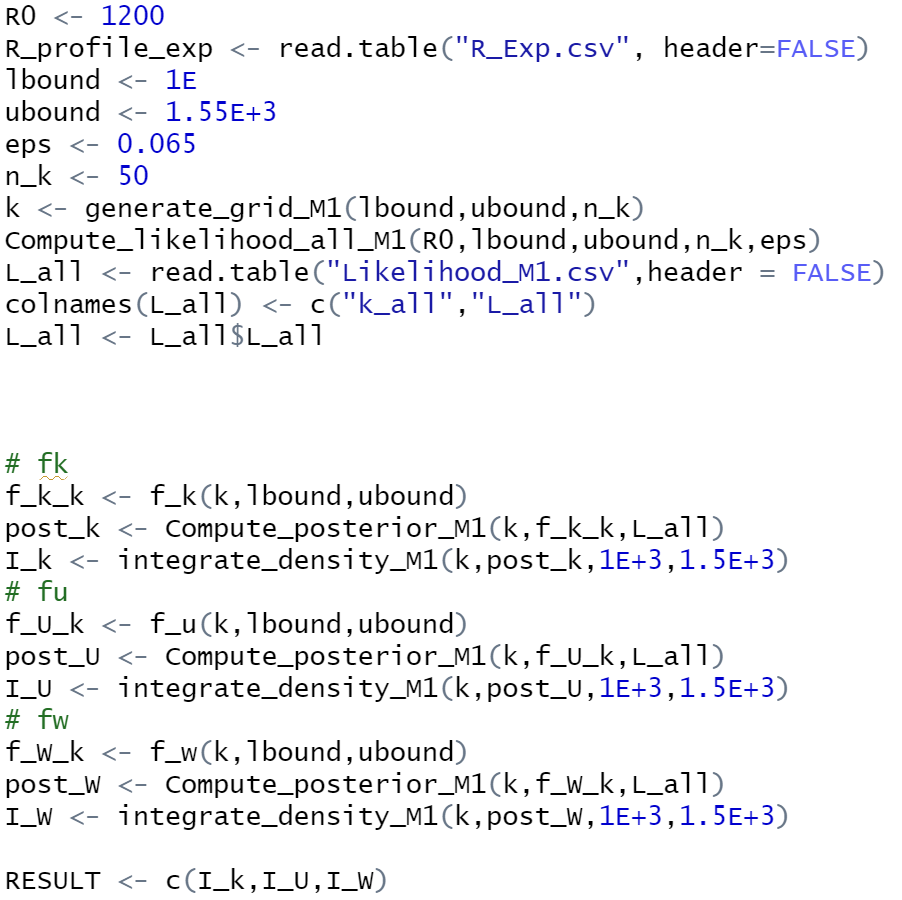 R0 <- 1200
R_profile_exp <- read.table("R_Exp.csv", header=FALSE)
lbound <- 1E
ubound <- 1.55E+3
eps <- 0.065
n_k <- 50
k <- generate_grid_M1(lbound,ubound,n_k)
Compute_likelihood_all_M1(R0,lbound,ubound,n_k,eps)
L_all <- read.table("Likelihood_M1.csv",header = FALSE)
colnames(L_all) <- c("k_all","L_all")
L_all <- L_all$L_all
# fk
f_k_k <- f_k(k,lbound,ubound)
post_k <- Compute_posterior_M1(k,f_k_k,L_all)
I_k <- integrate_density_M1(k,post_k,1E+3,1.5E+3)
# fu
f_U_k <- f_u(k,lbound,ubound)
post_U <- Compute_posterior_M1(k,f_U_k,L_all)
I_U <- integrate_density_M1(k,post_U,1E+3,1.5E+3)
# fw
f_W_k <- f_w(k,lbound,ubound)
post_W <- Compute_posterior_M1(k,f_W_k,L_all)
I_W <- integrate_density_M1(k,post_W,1E+3,1.5E+3)
RESULT <- c(I_k,I_U,I_W)